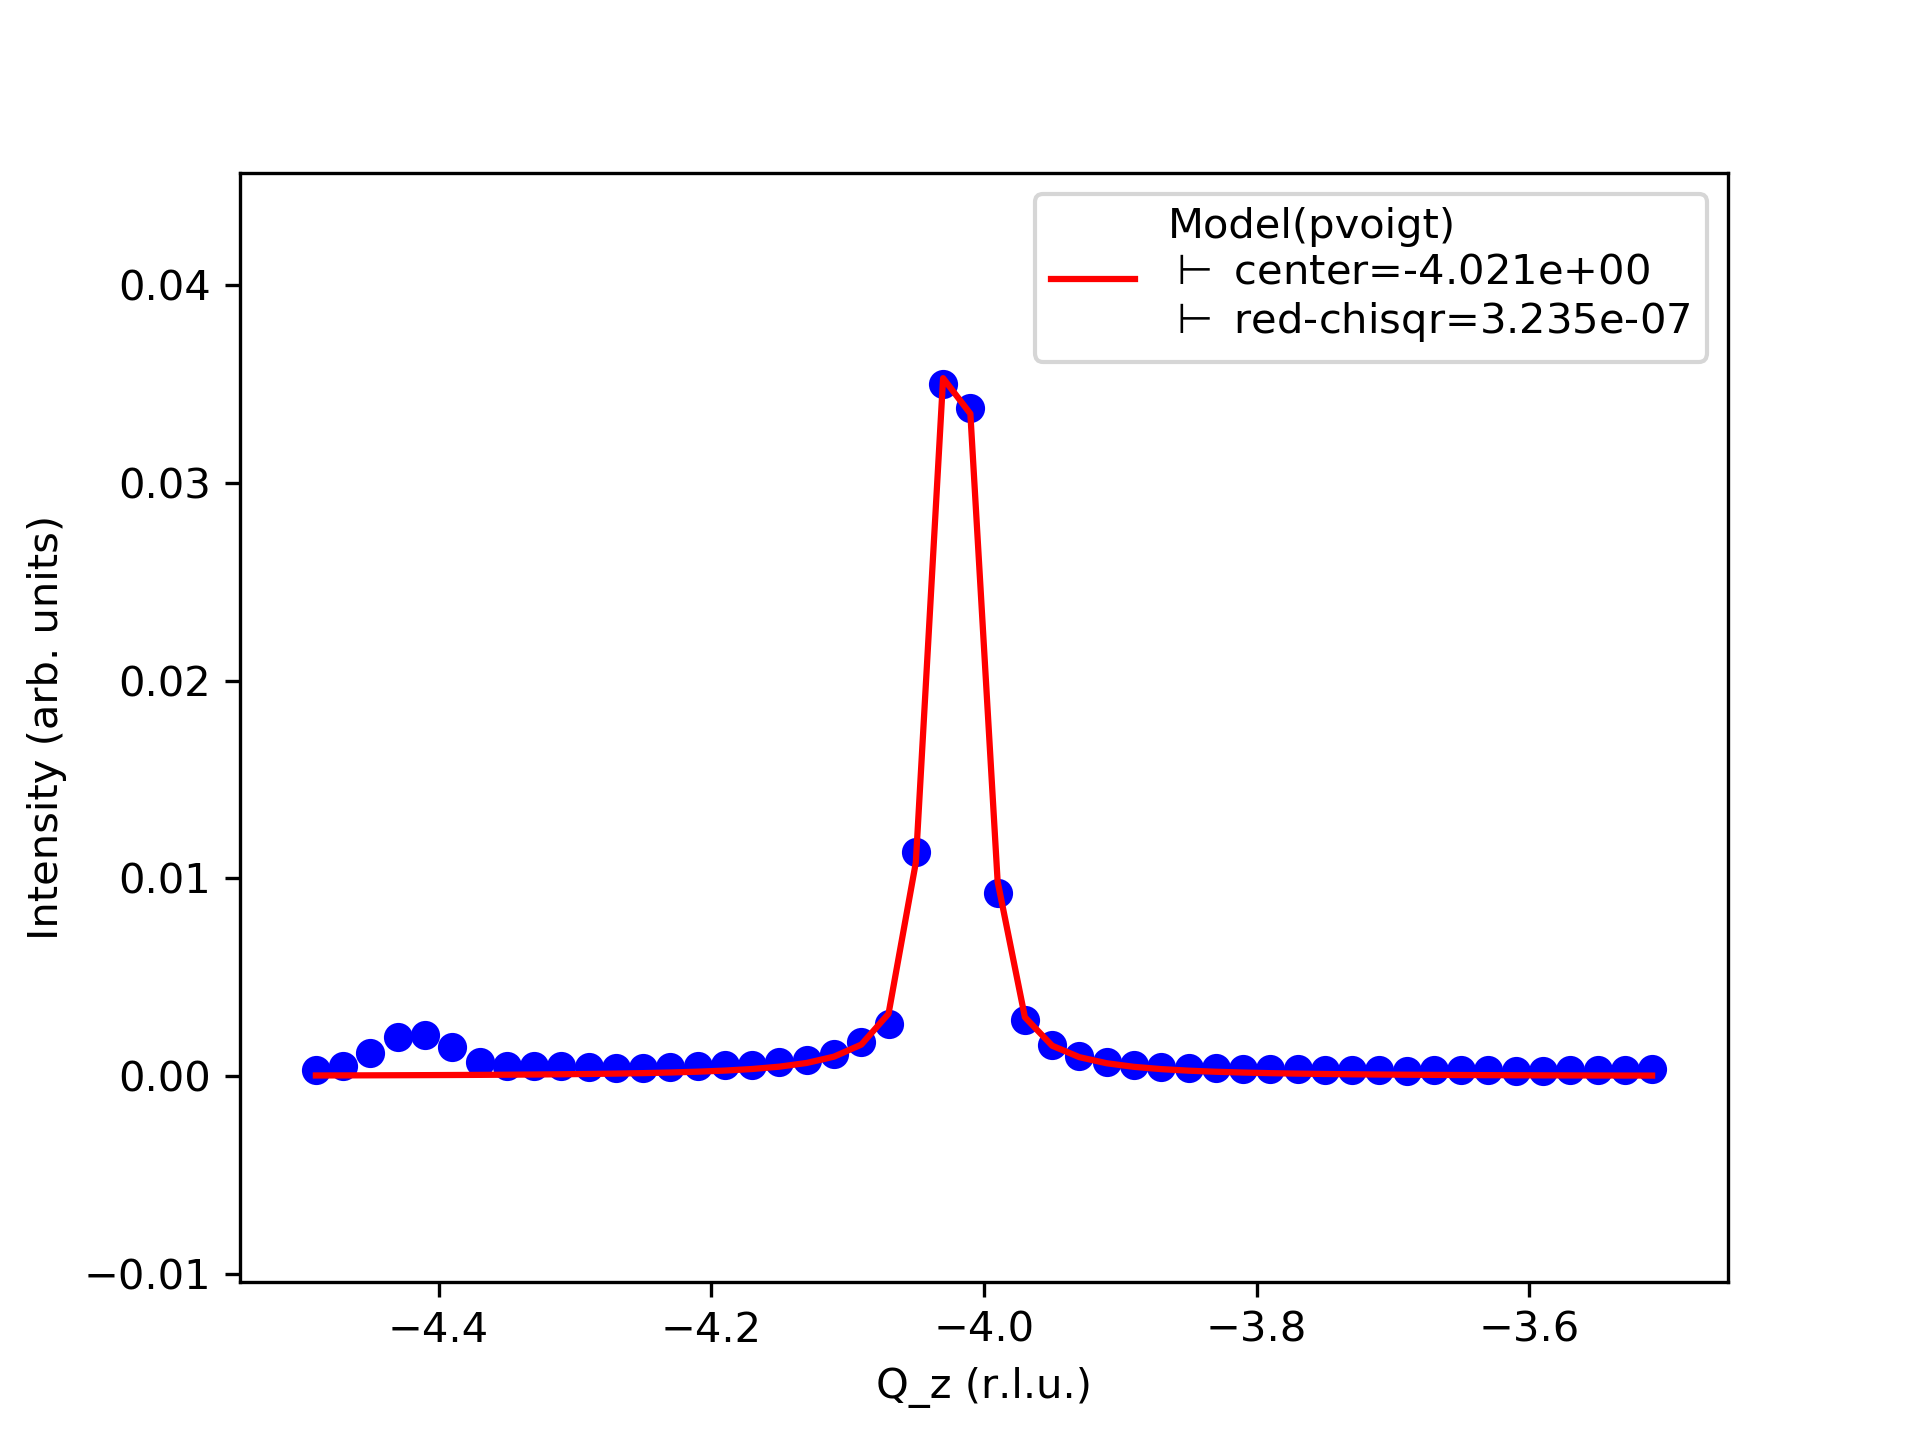 Model(pvoigt)
⊢ center=-4.021e+00
⊢ red-chisqr=3.235e-07
0.04
0.03
0.02
0.01
0.00
−0.01
Intensity (arb. units)
−4.4 −4.2 −4.0 −3.8 −3.6
Q_z (r.l.u.)